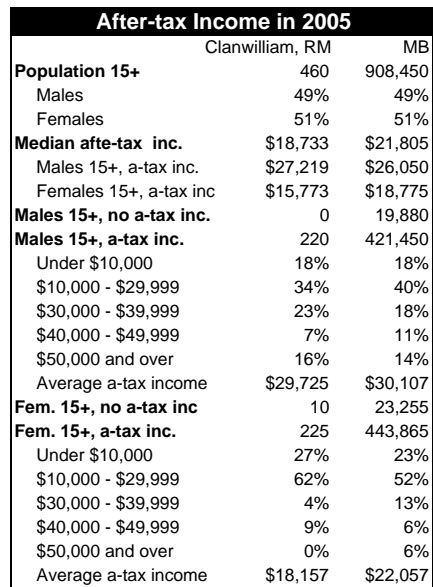 After-tax Income in 2005
Clanwilliam, RM MB
Population 15+ 460 908,450
Males 49% 49%
Females 51% 51%
Median afte-tax inc. $18,733 $21,805
Males 15+, a-tax inc. $27,219 $26,050
Females 15+, a-tax inc $15,773 $18,775
Males 15+, no a-tax inc. 0 19,880
Males 15+, a-tax inc. 220 421,450
Under $10,000 18% 18%
$10,000 - $29,999 34% 40%
$30,000 - $39,999 23% 18%
$40,000 - $49,999 7% 11%
$50,000 and over 16% 14%
Average a-tax income $29,725 $30,107
Fem. 15+, no a-tax inc 10 23,255
Fem. 15+, a-tax inc. 225 443,865
Under $10,000 27% 23%
$10,000 - $29,999 62% 52%
$30,000 - $39,999 4% 13%
$40,000 - $49,999 9% 6%
$50,000 and over 0% 6%
Average a-tax income $18,157 $22,057